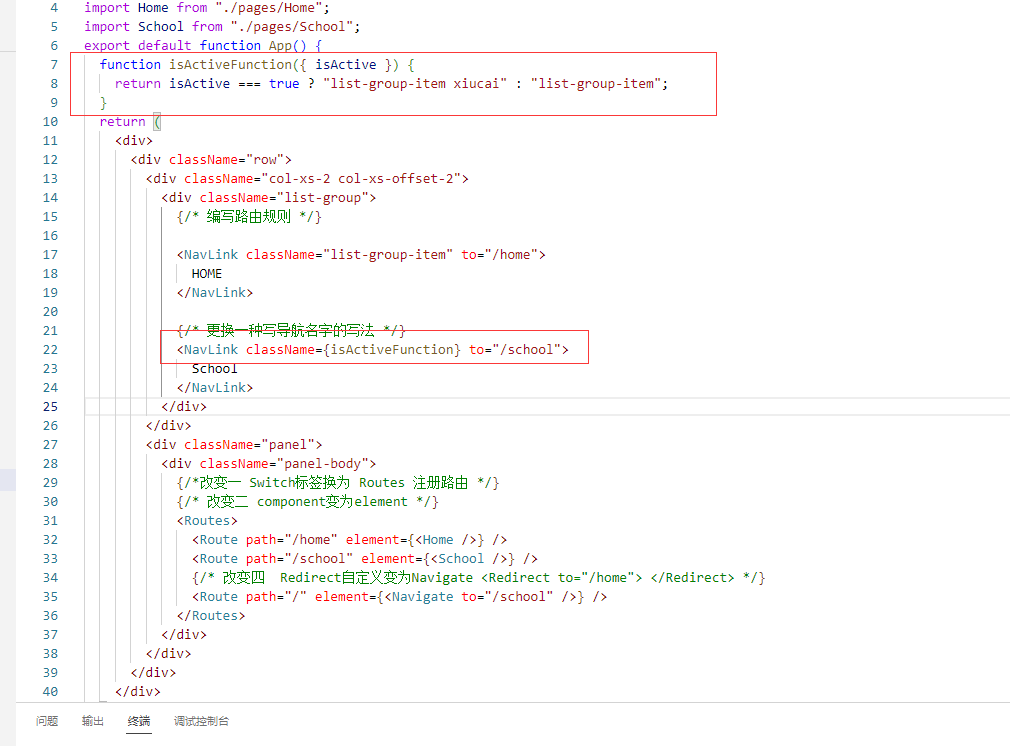 4 import Home from "./pages/Home";
5 import School from "./pages/School";
6 export default function App() {
7 function isActiveFunction({ isActive }) {
8 return isActive === true ? "list-group-item xiucai" : "list-group-item";
9 }
10 return (
11 <div>
12 <div className="row">
13 <div className="col-xs-2 col-xs-offset-2">
14 <div className="list-group">
15 {/* 编写路由规则 */}
16
17 <NavLink className="list-group-item" to="/home">
18 HOME
19 </NavLink>
20
21 {/* 更换一种写导航名字的写法 */}
22 <NavLink className={isActiveFunction} to="/school">
23 School
24 </NavLink>
25 </div>
26 </div>
27 <div className="panel">
28 <div className="panel-body">
29 {/*改变一 Switch标签换为 Routes 注册路由 */}
30 {/* 改变二 component变为element */}
31 <Routes>
32 <Route path="/home" element={<Home />} />
33 <Route path="/school" element={<School />} />
34 {/* 改变四 Redirect自定义变为Navigate <Redirect to="/home"> </Redirect> */}
35 <Route path="/" element={<Navigate to="/school" />} />
36 </Routes>
37 </div>
38 </div>
39 </div>
40 </div>
问题 输出 终端 调试控制台